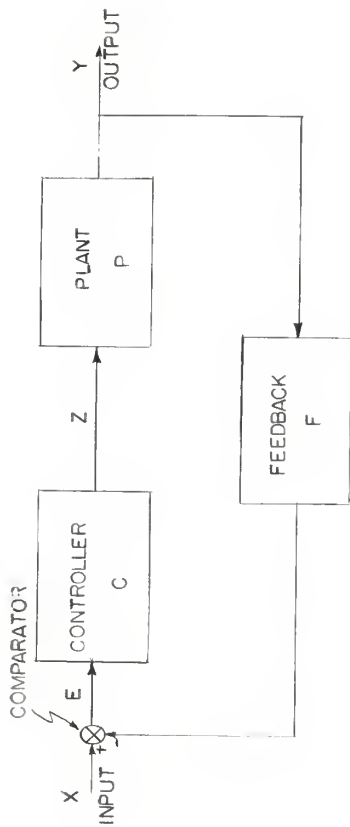 COMPARATOR
X
INPUT
+
-
E
CONTROLLER
C
Z
PLANT
P
Y
OUTPUT
FEEDBACK
F